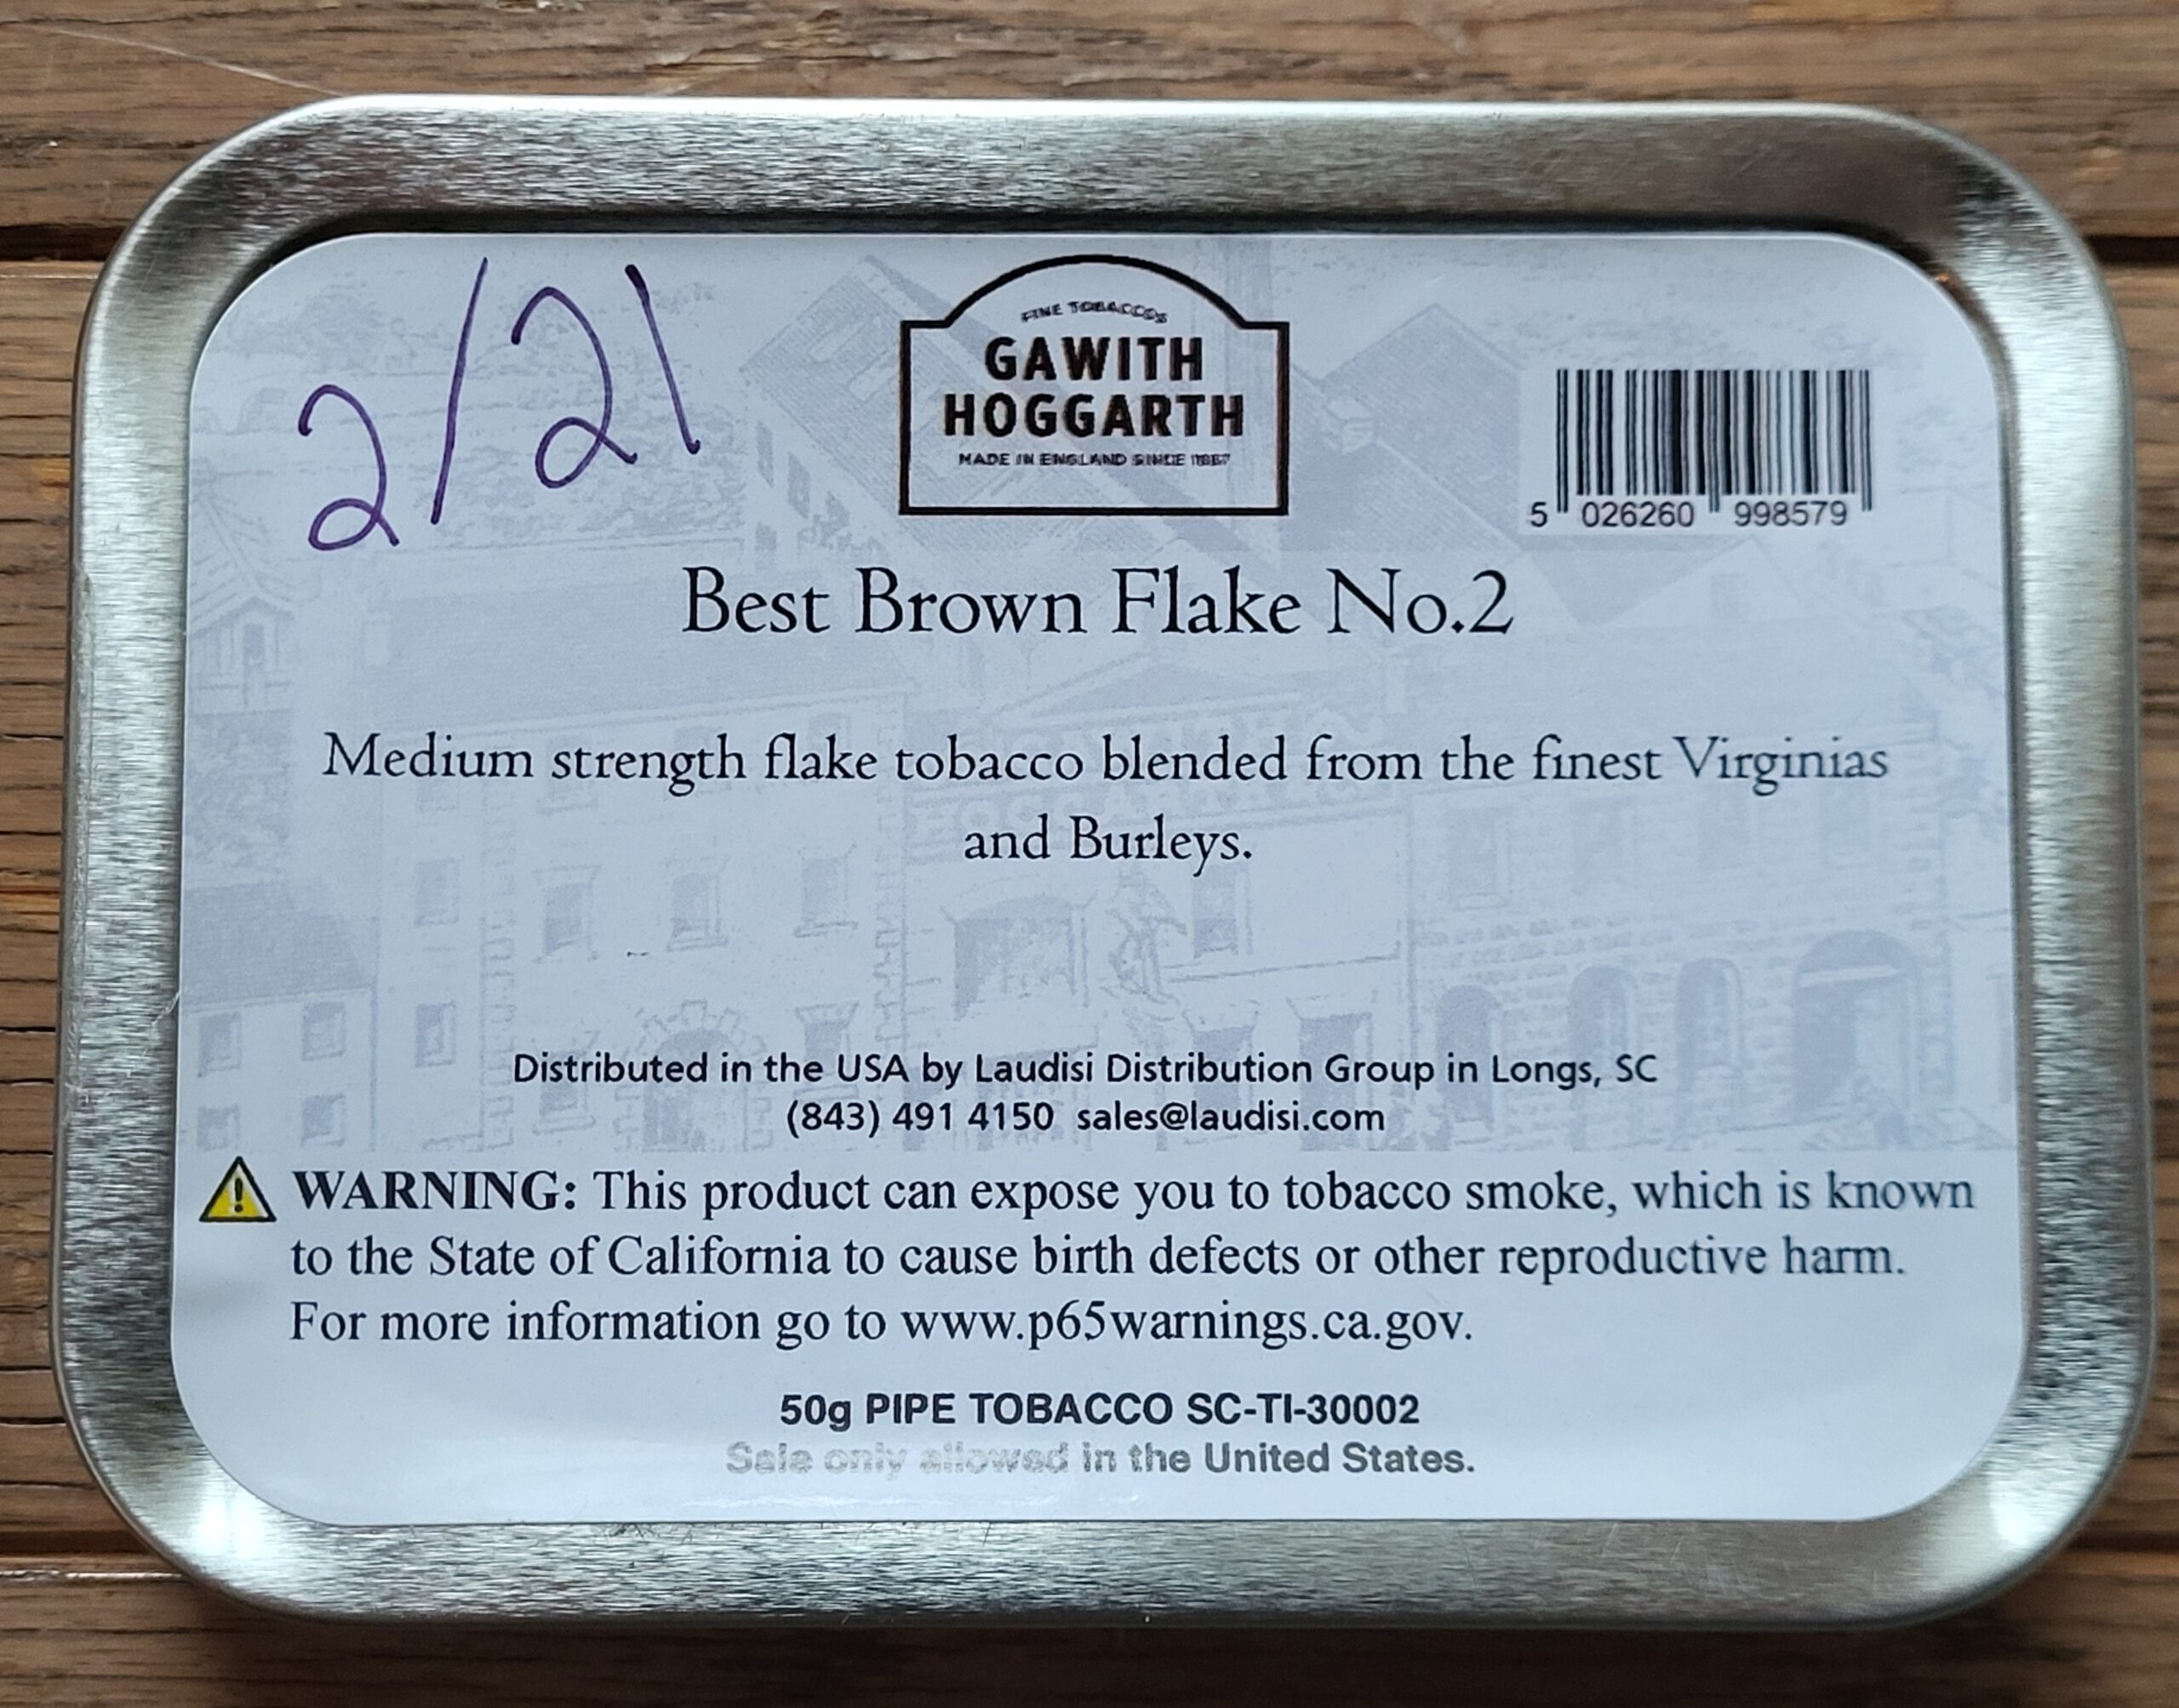 2/21
FINE TOBACCOS
GAWITH
HOGGARTH
MADE IN ENGLAND SINCE 1887
5 026260 998579
Best Brown Flake No.2
Medium strength flake tobacco blended from the finest Virginias
and Burleys.
Distributed in the USA by Laudisi Distribution Group in Longs, SC
(843) 491 4150 sales@laudisi.com
WARNING: This product can expose you to tobacco smoke, which is known
to the State of California to cause birth defects or other reproductive harm.
For more information go to www.p65warnings.ca.gov.
50g PIPE TOBACCO SC-TI-30002
Sale only allowed in the United States.